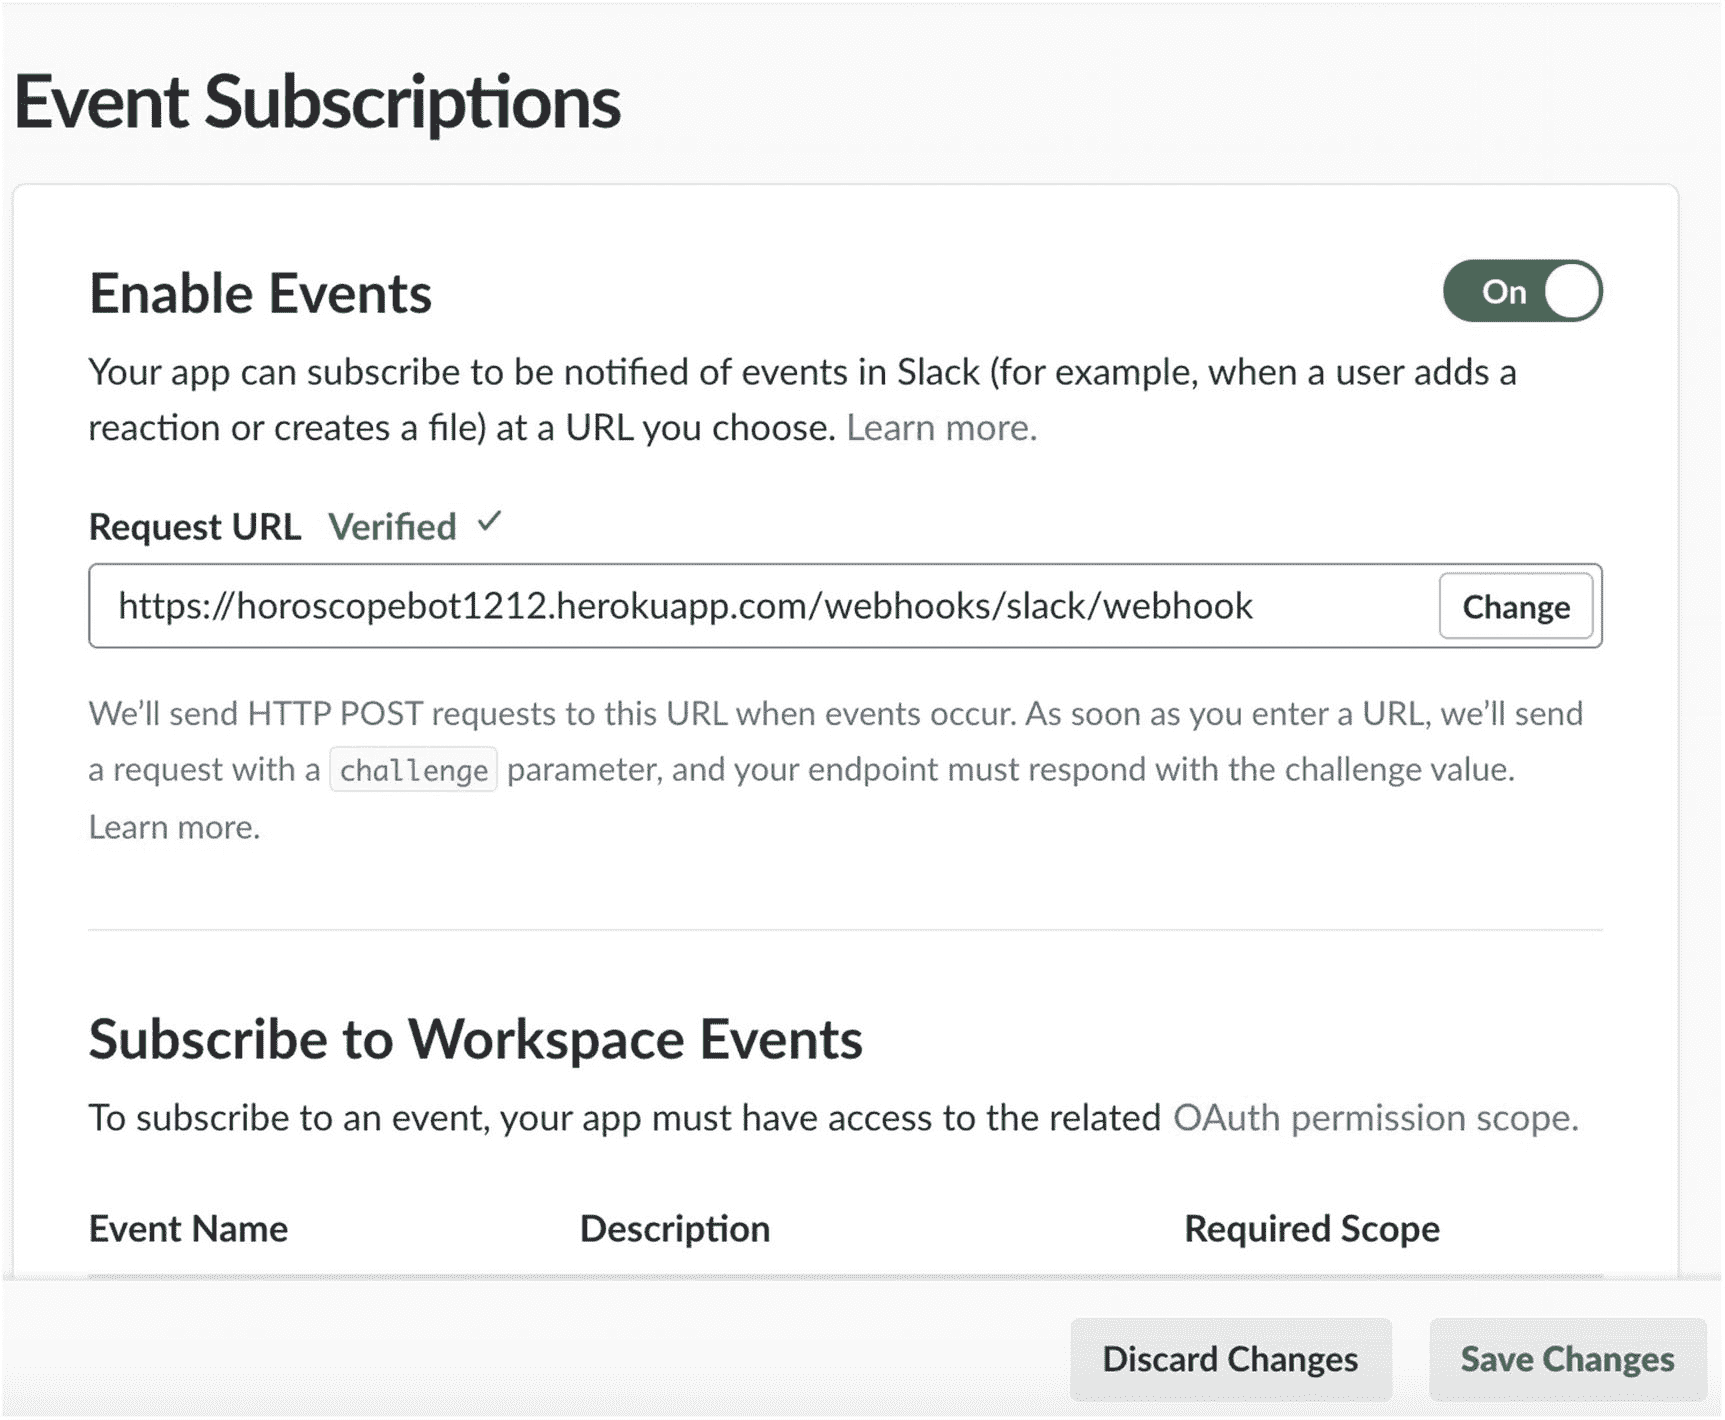 Event Subscriptions
Enable Events
On
Your app can subscribe to be notified of events in Slack (for example, when a user adds a
reaction or creates a file) at a URL you choose. Learn more.
Request URL Verified ✓
https://horoscopebot1212.herokuapp.com/webhooks/slack/webhook
Change
We’ll send HTTP POST requests to this URL when events occur. As soon as you enter a URL, we’ll send
a request with a challenge parameter, and your endpoint must respond with the challenge value.
Learn more.
Subscribe to Workspace Events
To subscribe to an event, your app must have access to the related OAuth permission scope.
Event Name Description Required Scope
Discard Changes Save Changes